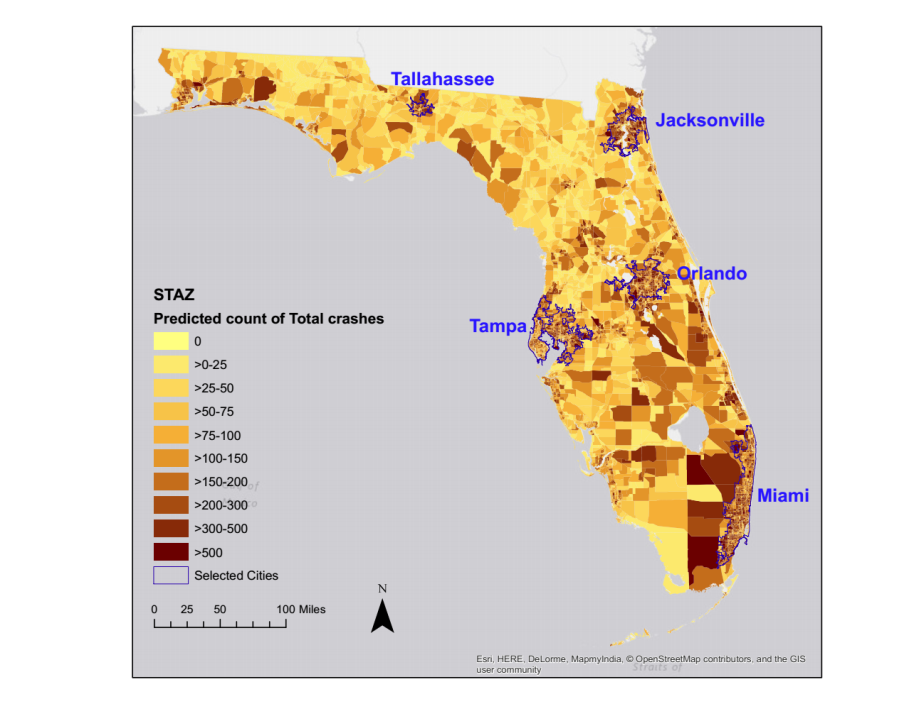 Tallahassee
Jacksonville
Orlando
Tampa
Miami
STAZ
Predicted count of Total crashes
0
>0-25
>25-50
>50-75
>75-100
>100-150
>150-200
>200-300
>300-500
>500
Selected Cities
0 25 50 100 Miles
N
Esri, HERE, DeLorme, MapmyIndia, © OpenStreetMap contributors, and the GIS
user community
Straits of